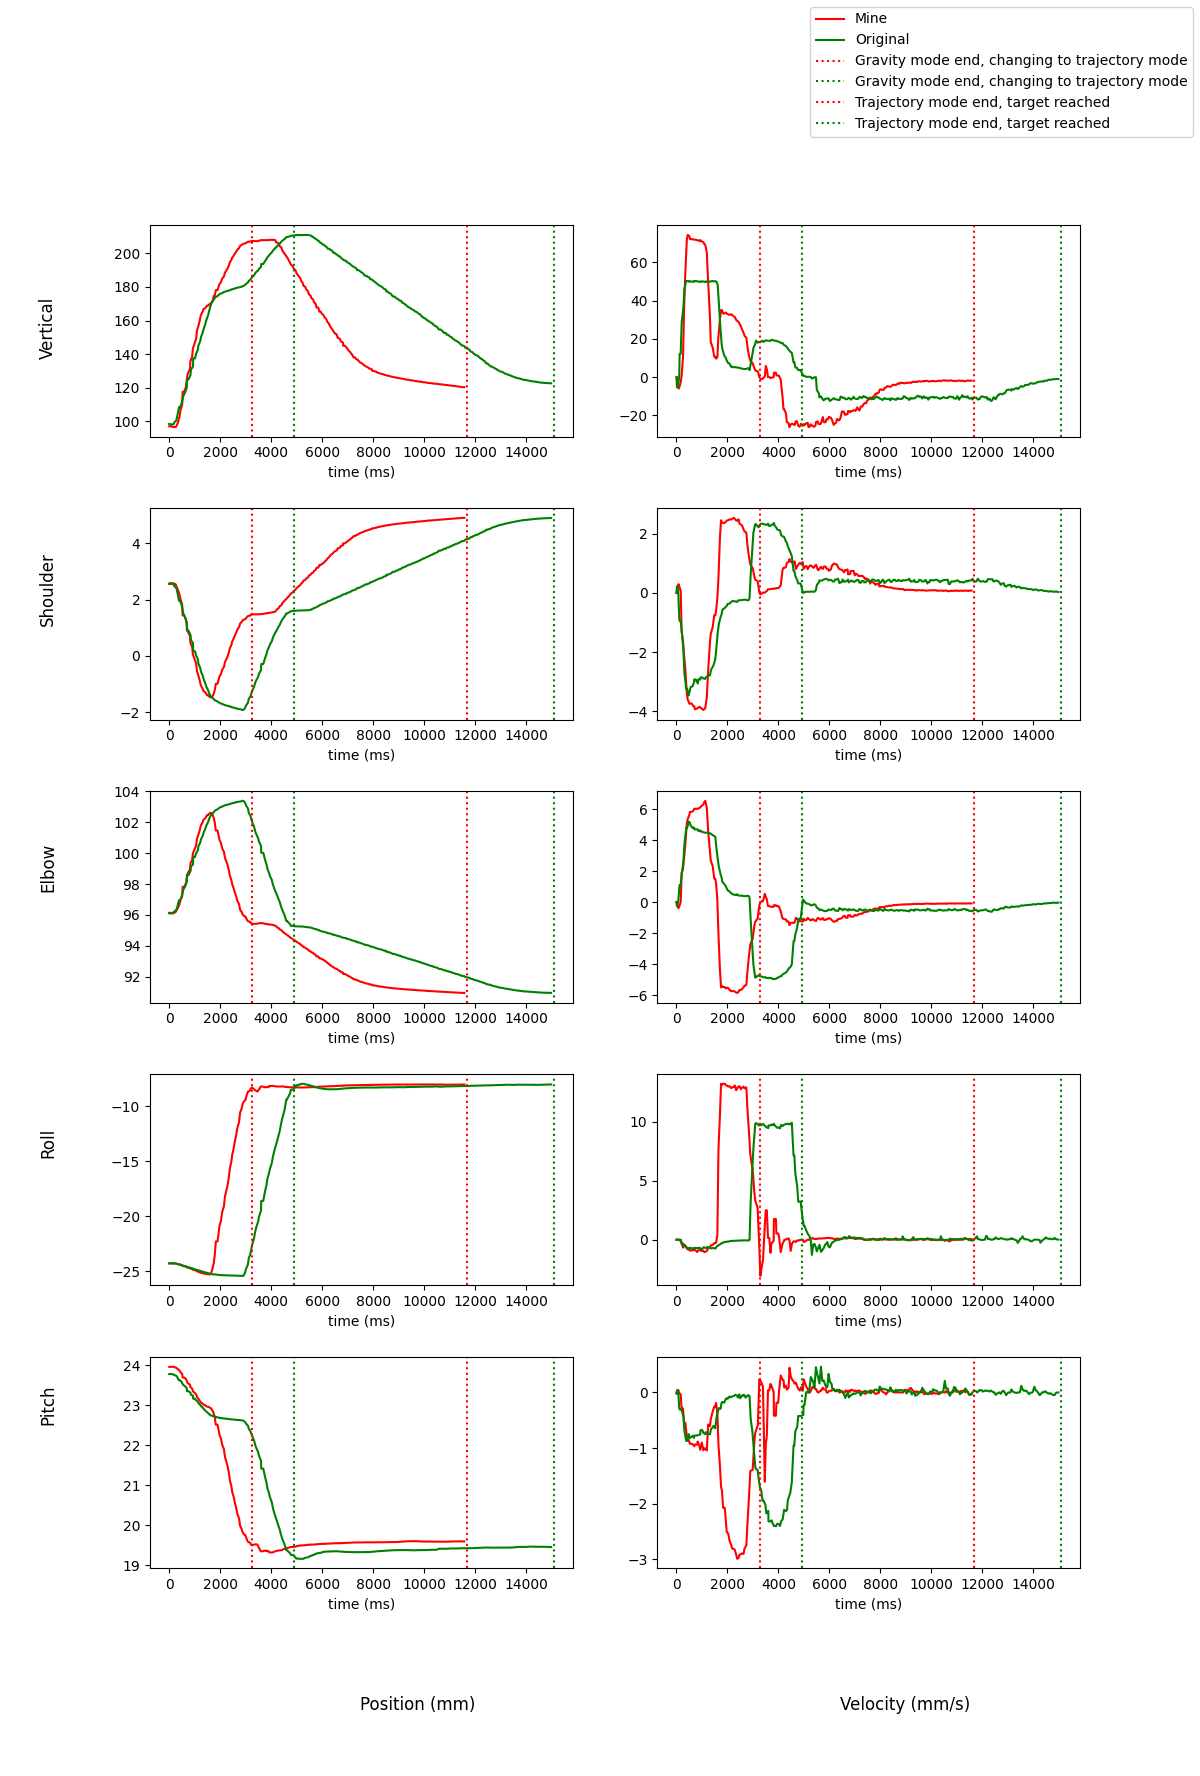 Mine
Original
Gravity mode end, changing to trajectory mode
Gravity mode end, changing to trajectory mode
Trajectory mode end, target reached
Trajectory mode end, target reached
Vertical
200
180
160
140
120
100
0 2000 4000 6000 8000 10000 12000 14000
time (ms)
60
40
20
0
−20
0 2000 4000 6000 8000 10000 12000 14000
time (ms)
Shoulder
4
2
0
−2
0 2000 4000 6000 8000 10000 12000 14000
time (ms)
2
0
−2
−4
0 2000 4000 6000 8000 10000 12000 14000
time (ms)
Elbow
104
102
100
98
96
94
92
0 2000 4000 6000 8000 10000 12000 14000
time (ms)
6
4
2
0
−2
−4
−6
0 2000 4000 6000 8000 10000 12000 14000
time (ms)
Roll
−10
−15
−20
−25
0 2000 4000 6000 8000 10000 12000 14000
time (ms)
10
5
0
0 2000 4000 6000 8000 10000 12000 14000
time (ms)
Pitch
24
23
22
21
20
19
0 2000 4000 6000 8000 10000 12000 14000
time (ms)
0
−1
−2
−3
0 2000 4000 6000 8000 10000 12000 14000
time (ms)
Position (mm)
Velocity (mm/s)